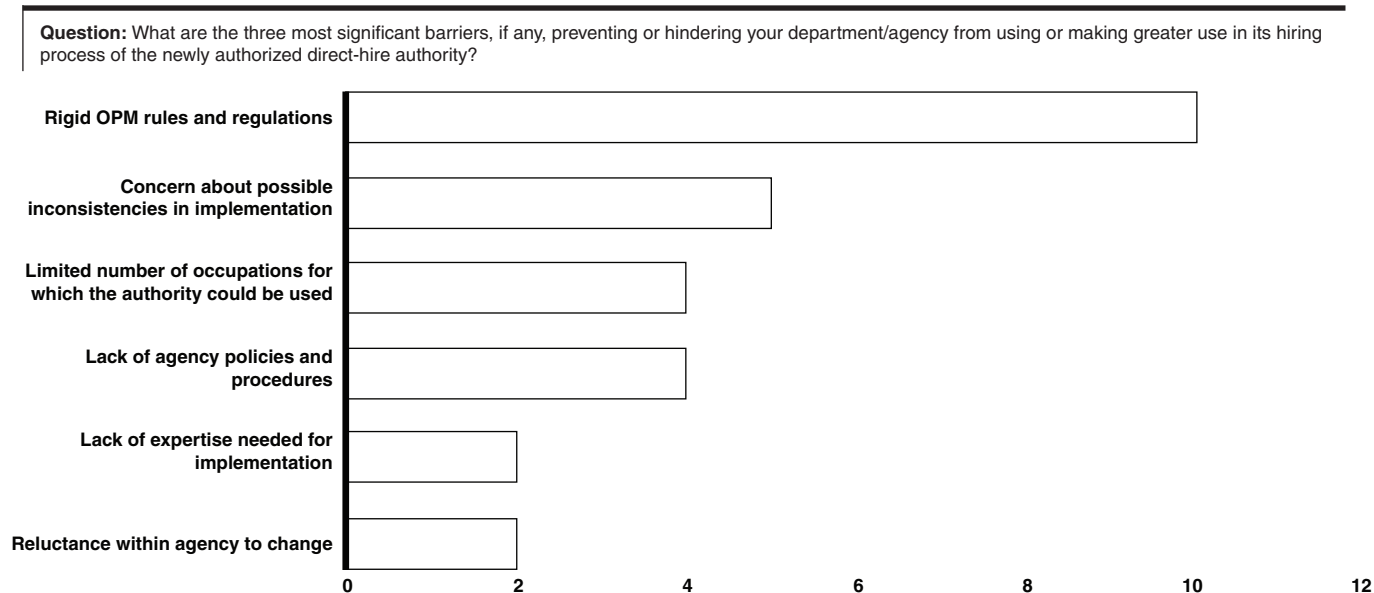 Question: What are the three most significant barriers, if any, preventing or hindering your department/agency from using or making greater use in its hiring
process of the newly authorized direct-hire authority?
Rigid OPM rules and regulations
Concern about possible
inconsistencies in implementation
Limited number of occupations for
which the authority could be used
Lack of agency policies and
procedures
Lack of expertise needed for
implementation
Reluctance within agency to change
0 2 4 6 8 10 12